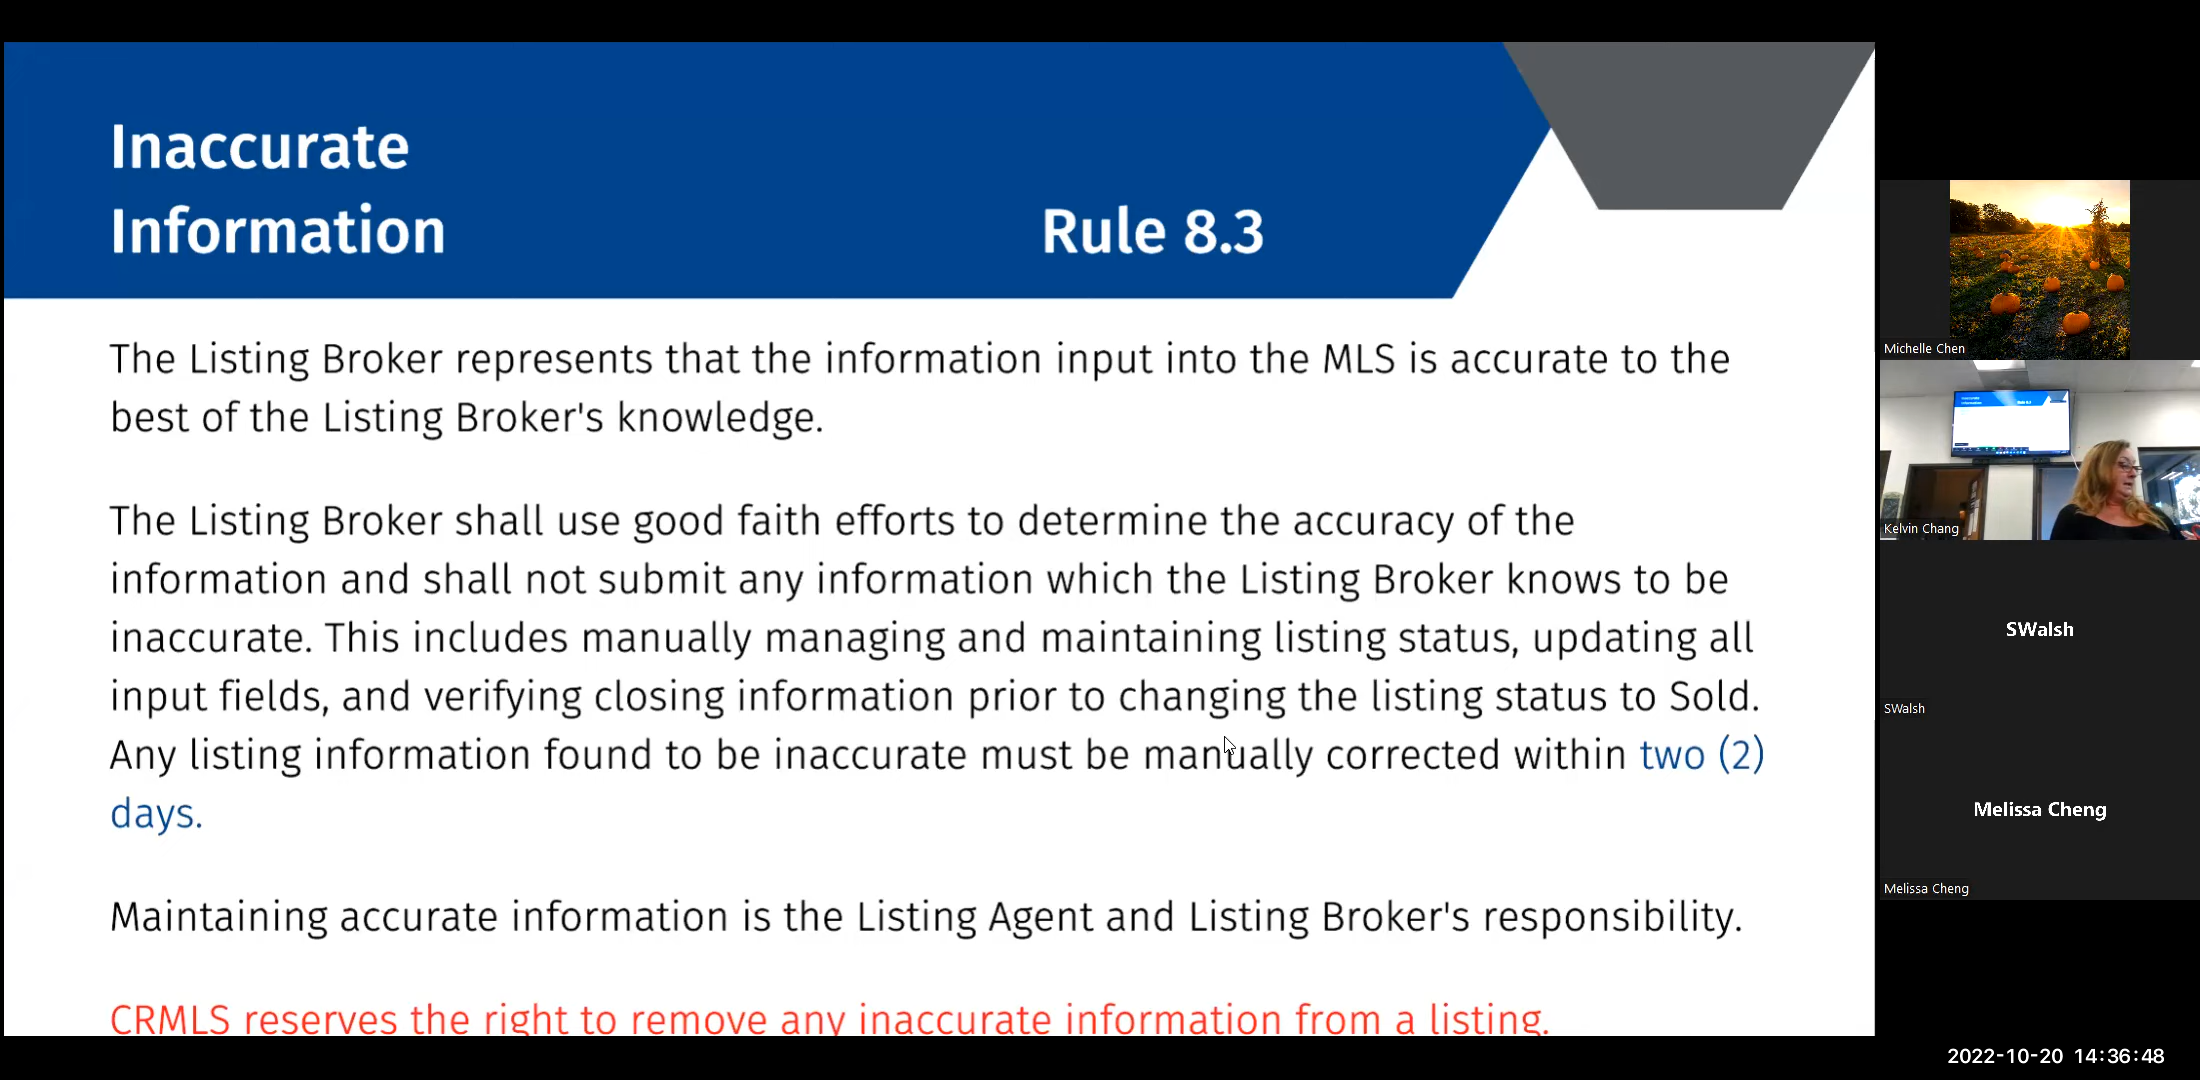 Inaccurate
Information
Rule 8.3
The Listing Broker represents that the information input into the MLS is accurate to the
best of the Listing Broker's knowledge.
The Listing Broker shall use good faith efforts to determine the accuracy of the
information and shall not submit any information which the Listing Broker knows to be
inaccurate. This includes manually managing and maintaining listing status, updating all
input fields, and verifying closing information prior to changing the listing status to Sold.
Any listing information found to be inaccurate must be manually corrected within two (2)
days.
Maintaining accurate information is the Listing Agent and Listing Broker's responsibility.
CRMLS reserves the right to remove any inaccurate information from a listing.
Michelle Chen
Inaccurate
Information
Rule 8.3
Kelvin Chang
SWalsh
SWalsh
Melissa Cheng
Melissa Cheng
2022-10-20 14:36:48